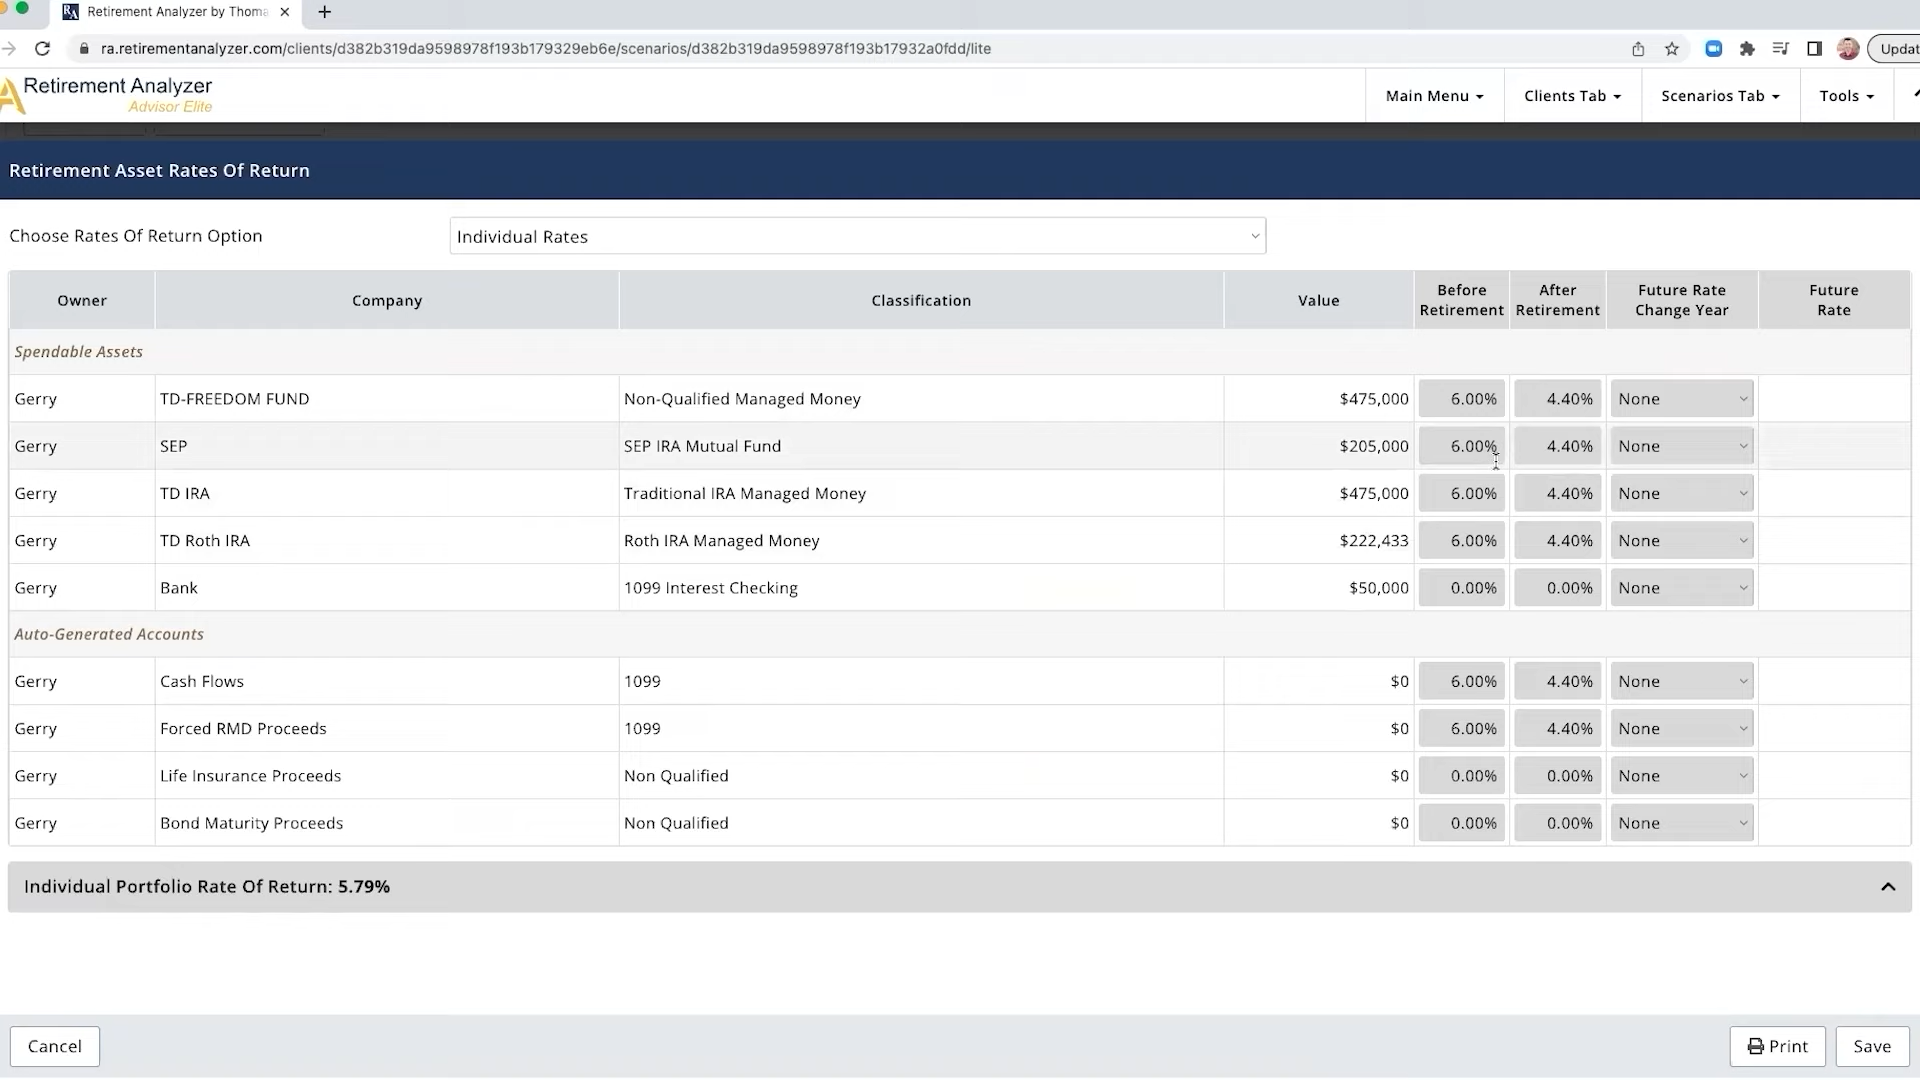 Retirement Analyzer by Thoma
ra.retirementanalyzer.com/clients/d382b319da9598978f193b179329eb6e/scenarios/d382b319da9598978f193b17932a0fdd/lite
Updat
Retirement Analyzer
Advisor Elite
Main Menu
Clients Tab
Scenarios Tab
Tools
Retirement Asset Rates Of Return
Choose Rates Of Return Option
Individual Rates
Owner Company Classification Value Before Retirement After Retirement Future Rate Change Year Future Rate
Spendable Assets
Gerry TD-FREEDOM FUND Non-Qualified Managed Money $475,000 6.00% 4.40% None
Gerry SEP SEP IRA Mutual Fund $205,000 6.00% 4.40% None
Gerry TD IRA Traditional IRA Managed Money $475,000 6.00% 4.40% None
Gerry TD Roth IRA Roth IRA Managed Money $222,433 6.00% 4.40% None
Gerry Bank 1099 Interest Checking $50,000 0.00% 0.00% None
Auto-Generated Accounts
Gerry Cash Flows 1099 $0 6.00% 4.40% None
Gerry Forced RMD Proceeds 1099 $0 6.00% 4.40% None
Gerry Life Insurance Proceeds Non Qualified $0 0.00% 0.00% None
Gerry Bond Maturity Proceeds Non Qualified $0 0.00% 0.00% None
Individual Portfolio Rate Of Return: 5.79%
Cancel
Print
Save